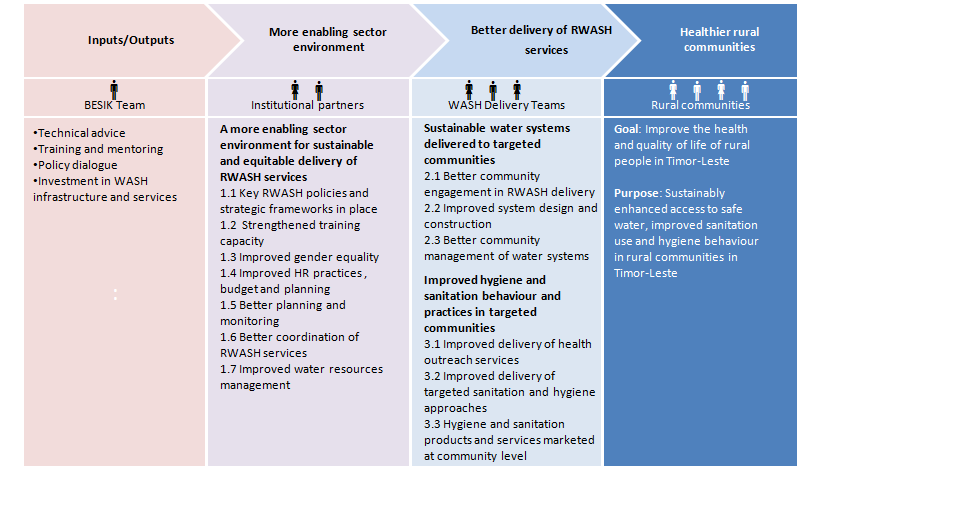 Inputs/Outputs
More enabling sector
environment
Better delivery of RWASH
services
Healthier rural
communities
BESIK Team
Institutional partners
WASH Delivery Teams
Rural communities
•Technical advice
•Training and mentoring
•Policy dialogue
•Investment in WASH
infrastructure and services
:
A more enabling sector
environment for sustainable
and equitable delivery of
RWASH services
1.1 Key RWASH policies and
strategic frameworks in place
1.2 Strengthened training
capacity
1.3 Improved gender equality
1.4 Improved HR practices ,
budget and planning
1.5 Better planning and
monitoring
1.6 Better coordination of
RWASH services
1.7 Improved water resources
management
Sustainable water systems
delivered to targeted
communities
2.1 Better community
engagement in RWASH delivery
2.2 Improved system design and
construction
2.3 Better community
management of water systems
Improved hygiene and
sanitation behaviour and
practices in targeted
communities
3.1 Improved delivery of health
outreach services
3.2 Improved delivery of
targeted sanitation and hygiene
approaches
3.3 Hygiene and sanitation
products and services marketed
at community level
Goal: Improve the health
and quality of life of rural
people in Timor-Leste
Purpose: Sustainably
enhanced access to safe
water, improved sanitation
use and hygiene behaviour
in rural communities in
Timor-Leste